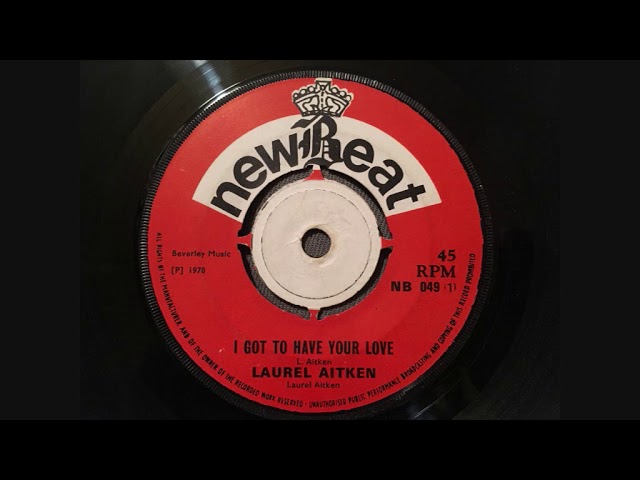 newBeat
Beverley Music
[P] 1970
45
RPM
NB 049 (1)
I GOT TO HAVE YOUR LOVE
L. Aitken
LAUREL AITKEN
Laurel Aitken
ALL RIGHTS OF THE MANUFACTURER AND OF THE OWNER OF THE RECORDED WORK RESERVED - UNAUTHORISED PUBLIC PERFORMANCE BROADCASTING AND COPYING OF THIS RECORD PROHIBITED